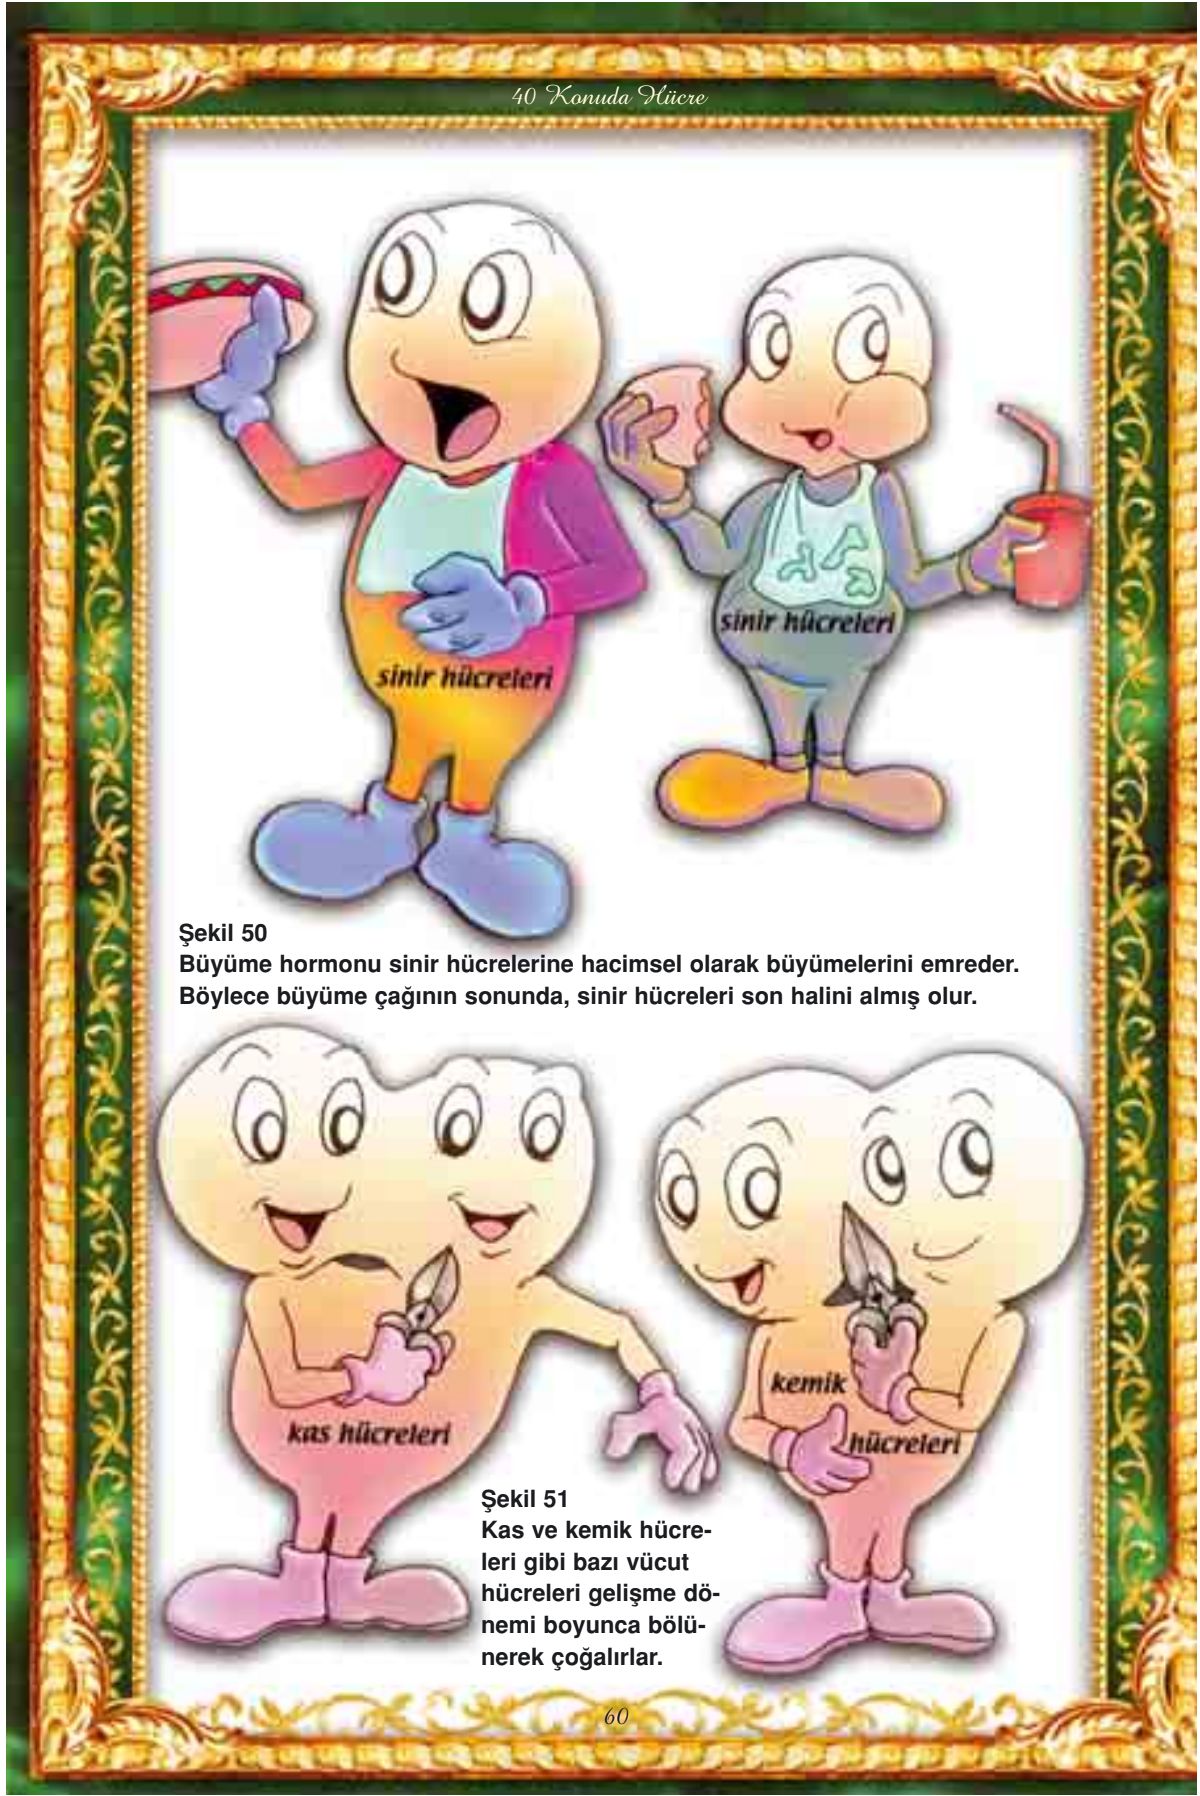 40 Konuda Hücre
sinir hücreleri
sinir hücreleri
Şekil 50
Büyüme hormonu sinir hücrelerine hacimsel olarak büyümelerini emreder.
Böylece büyüme çağının sonunda, sinir hücreleri son halini almış olur.
kas hücreleri
kemik
hücreleri
Şekil 51
Kas ve kemik hücre-
leri gibi bazı vücut
hücreleri gelişme dö-
nemi boyunca bölü-
nerek çoğalırlar.
60